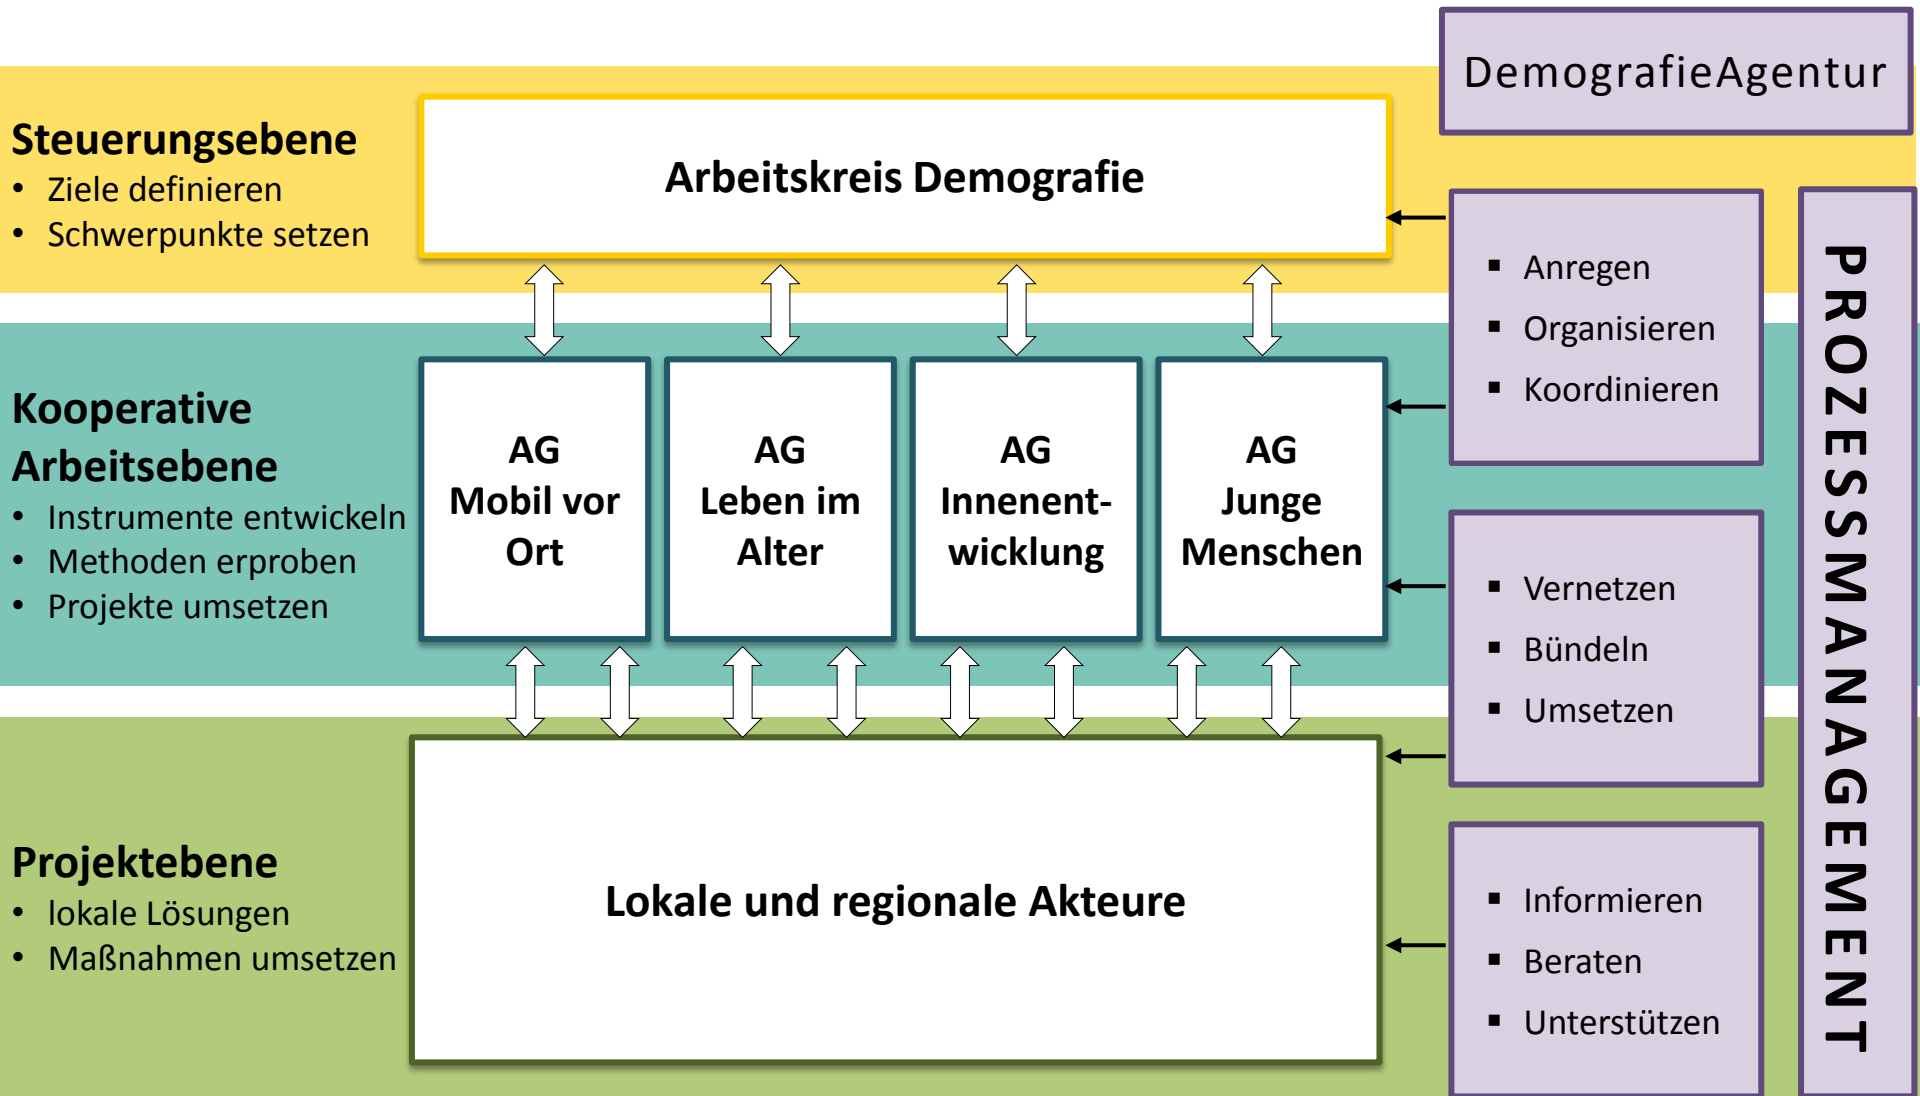 DemografieAgentur
Steuerungsebene
• Ziele definieren
• Schwerpunkte setzen
Arbeitskreis Demografie
▪ Anregen
▪ Organisieren
▪ Koordinieren
Kooperative
Arbeitsebene
• Instrumente entwickeln
• Methoden erproben
• Projekte umsetzen
AG
Mobil vor
Ort
AG
Leben im
Alter
AG
Innenent-
wicklung
AG
Junge
Menschen
▪ Vernetzen
▪ Bündeln
▪ Umsetzen
Projektebene
• lokale Lösungen
• Maßnahmen umsetzen
Lokale und regionale Akteure
▪ Informieren
▪ Beraten
▪ Unterstützen
PROZESSMANAGEMENT